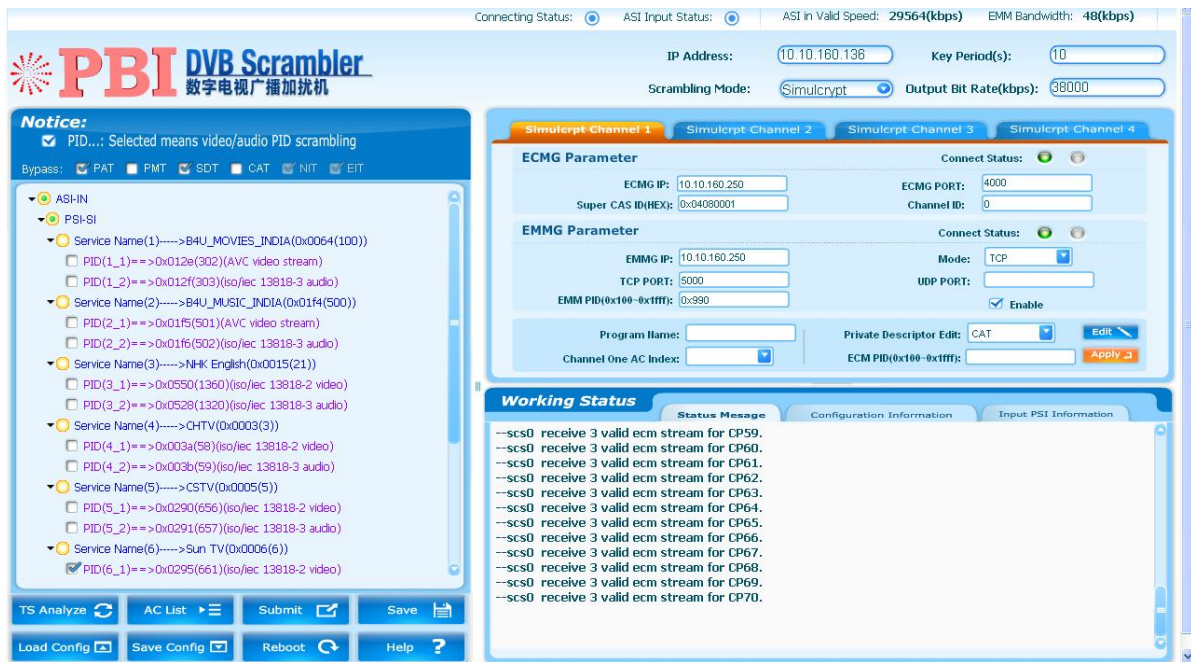 Connecting Status: ASI Input Status: ASI in Valid Speed: 29564(kbps) EMM Bandwidth: 48(kbps)
PBI DVB Scrambler
数字电视广播加扰机
IP Address: 10.10.160.136 Key Period(s): 10
Scrambling Mode: Simulcrypt Output Bit Rate(kbps): 38000
Notice:
PID...: Selected means video/audio PID scrambling
Bypass: PAT PMT SDT CAT NIT EIT
ASI-IN
PSI-SI
Service Name(1)----->B4U_MOVIES_INDIA(0x0064(100))
PID(1_1)==>0x012e(302)(AVC video stream)
PID(1_2)==>0x012f(303)(iso/iec 13818-3 audio)
Service Name(2)----->B4U_MUSIC_INDIA(0x01f4(500))
PID(2_1)==>0x01f5(501)(AVC video stream)
PID(2_2)==>0x01f6(502)(iso/iec 13818-3 audio)
Service Name(3)----->NHK English(0x0015(21))
PID(3_1)==>0x0550(1360)(iso/iec 13818-2 video)
PID(3_2)==>0x0528(1320)(iso/iec 13818-3 audio)
Service Name(4)----->CHTV(0x0003(3))
PID(4_1)==>0x003a(58)(iso/iec 13818-2 video)
PID(4_2)==>0x003b(59)(iso/iec 13818-3 audio)
Service Name(5)----->CSTV(0x0005(5))
PID(5_1)==>0x0290(656)(iso/iec 13818-2 video)
PID(5_2)==>0x0291(657)(iso/iec 13818-3 audio)
Service Name(6)----->Sun TV(0x0006(6))
PID(6_1)==>0x0295(661)(iso/iec 13818-2 video)
TS Analyze AC List Submit Save
Load Config Save Config Reboot Help
Simulcrpt Channel 1 Simulcrpt Channel 2 Simulcrpt Channel 3 Simulcrpt Channel 4
ECMG Parameter Connect Status:
ECMG IP: 10.10.160.250 ECMG PORT: 4000
Super CAS ID(HEX): 0x04080001 Channel ID: 0
EMMG Parameter Connect Status:
EMMG IP: 10.10.160.250 Mode: TCP
TCP PORT: 5000 UDP PORT:
EMM PID(0x100~0x1fff): 0x990 Enable
Program Name: Private Descriptor Edit: CAT Edit
Channel One AC Index: ECM PID(0x100~0x1fff): Apply
Working Status
Status Mesage Configuration Information Input PSI Information
--scs0 receive 3 valid ecm stream for CP59.
--scs0 receive 3 valid ecm stream for CP60.
--scs0 receive 3 valid ecm stream for CP61.
--scs0 receive 3 valid ecm stream for CP62.
--scs0 receive 3 valid ecm stream for CP63.
--scs0 receive 3 valid ecm stream for CP64.
--scs0 receive 3 valid ecm stream for CP65.
--scs0 receive 3 valid ecm stream for CP66.
--scs0 receive 3 valid ecm stream for CP67.
--scs0 receive 3 valid ecm stream for CP68.
--scs0 receive 3 valid ecm stream for CP69.
--scs0 receive 3 valid ecm stream for CP70.